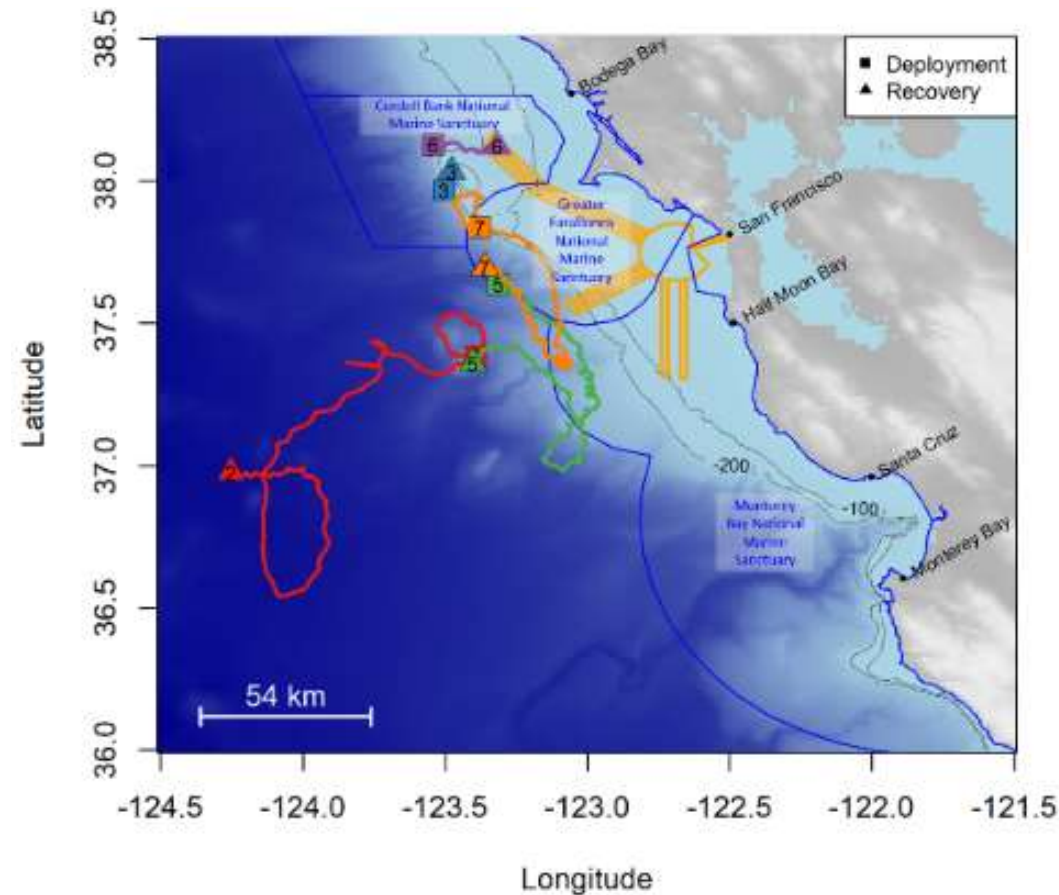 38.5
38.0
37.5
37.0
36.5
36.0
Latitude
Deployment
Recovery
Bodega Bay
Cordell Bank National
Marine Sanctuary
6
6
3
3
San Francisco
Greater
Farallones
National
Marine
Sanctuary
7
7
5
Half Moon Bay
5
Santa Cruz
-200
2
-100
Monterey
Bay National
Marine
Sanctuary
Monterey Bay
54 km
-124.5
-124.0
-123.5
-123.0
-122.5
-122.0
-121.5
Longitude